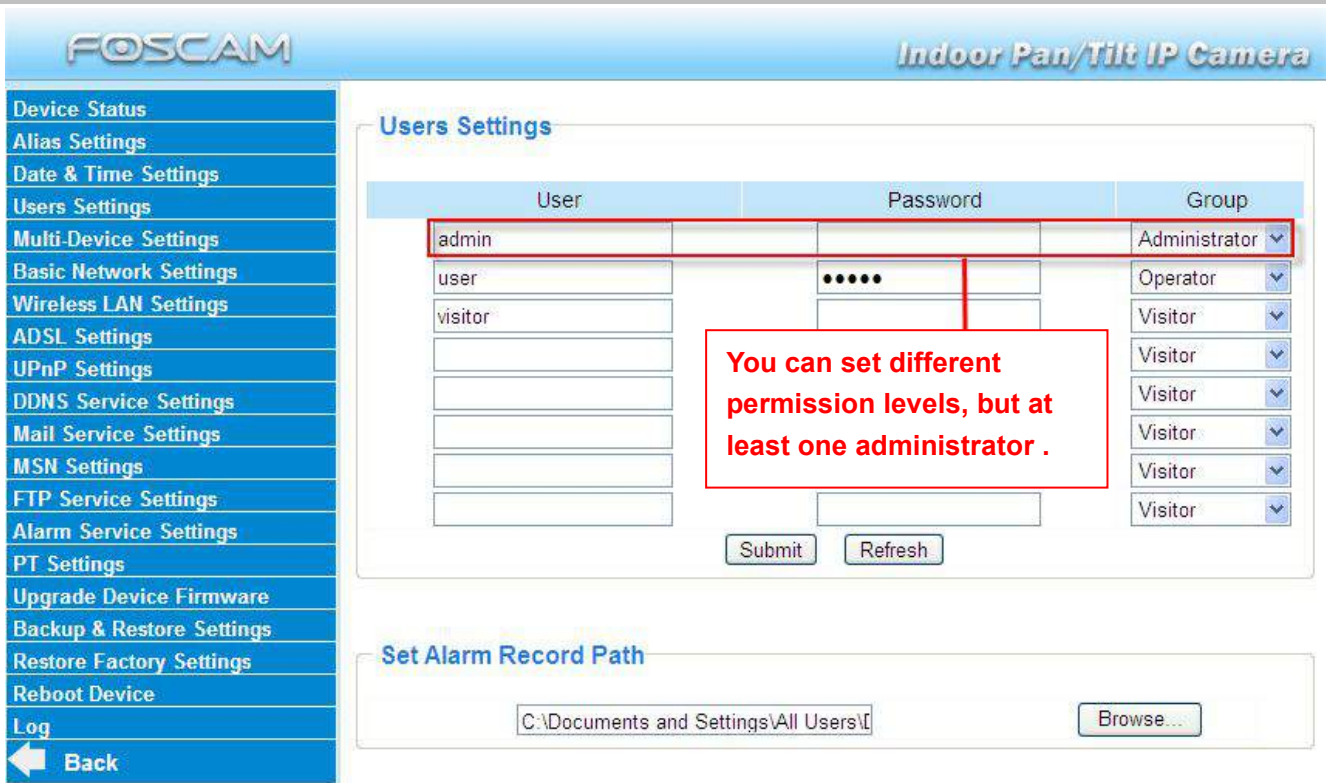 FOSCAM
Indoor Pan/Tilt IP Camera
Device Status
Alias Settings
Date & Time Settings
Users Settings
Multi-Device Settings
Basic Network Settings
Wireless LAN Settings
ADSL Settings
UPnP Settings
DDNS Service Settings
Mail Service Settings
MSN Settings
FTP Service Settings
Alarm Service Settings
PT Settings
Upgrade Device Firmware
Backup & Restore Settings
Restore Factory Settings
Reboot Device
Log
Back
Users Settings
User Password Group
admin Administrator
user ••••• Operator
visitor Visitor
Visitor
Visitor
Visitor
Visitor
Visitor
You can set different
permission levels, but at
least one administrator .
Submit Refresh
Set Alarm Record Path
C:\Documents and Settings\All Users\[ Browse...